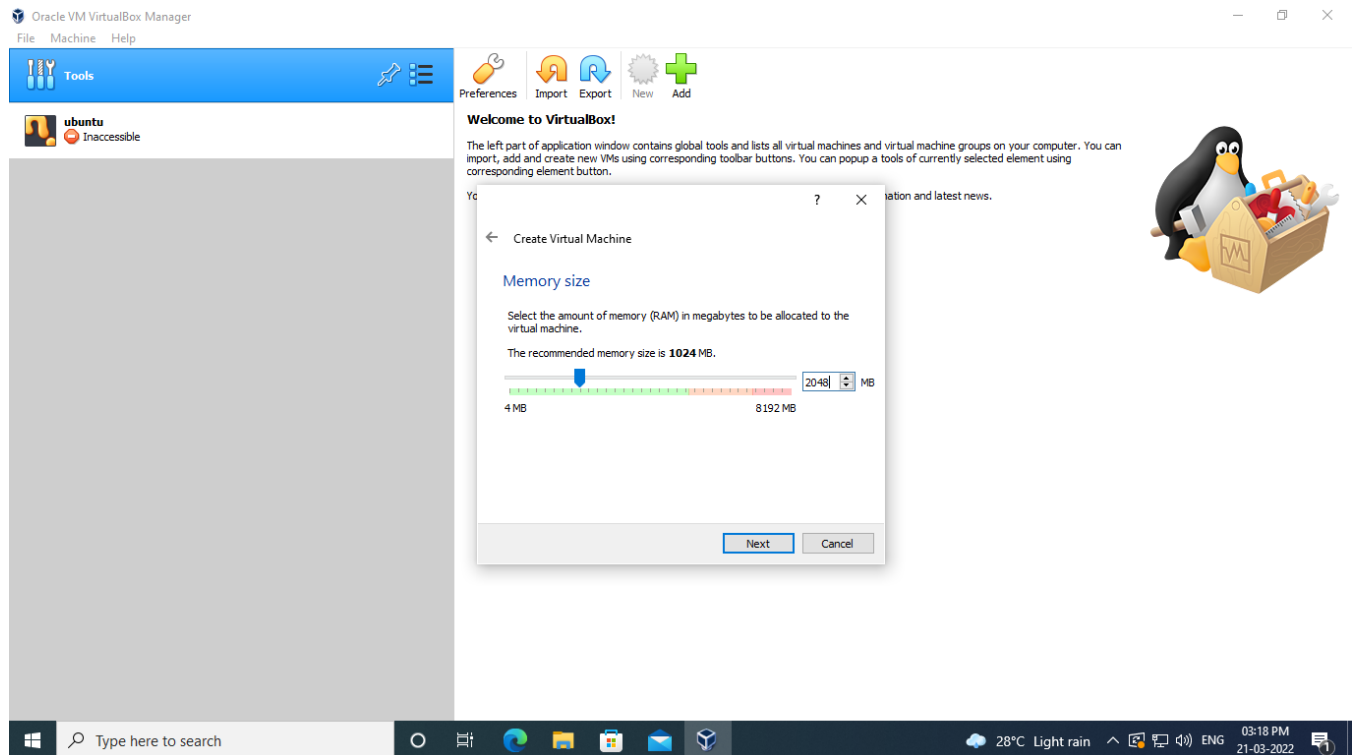 Oracle VM VirtualBox Manager
File Machine Help
Tools
ubuntu
Inaccessible
Preferences Import Export New Add
Welcome to VirtualBox!
The left part of application window contains global tools and lists all virtual machines and virtual machine groups on your computer. You can
import, add and create new VMs using corresponding toolbar buttons. You can popup a tools of currently selected element using
corresponding element button.
Yo
ation and latest news.
?
Create Virtual Machine
Memory size
Select the amount of memory (RAM) in megabytes to be allocated to the
virtual machine.
The recommended memory size is 1024 MB.
2048 MB
4 MB 8192 MB
Next Cancel
Type here to search
28°C Light rain
ENG
03:18 PM
21-03-2022
1